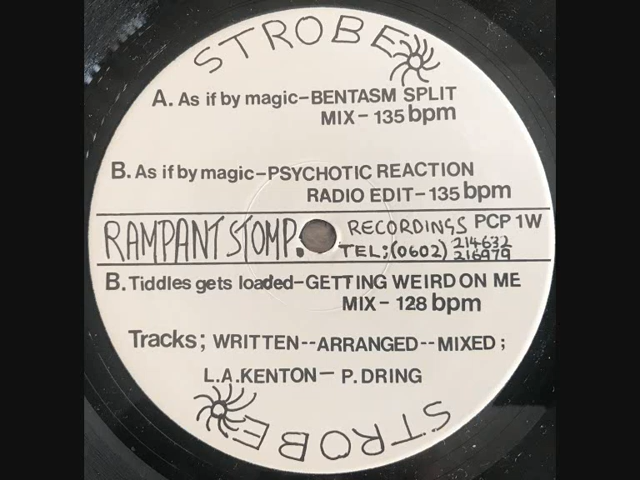 STROBE
A. As if by magic-BENTASM SPLIT
MIX - 135 bpm
B. As if by magic-PSYCHOTIC REACTION
RADIO EDIT-135 bpm
RAMPANT STOMP. RECORDINGS PCP 1W
TEL;(0602) 214632
216979
B. Tiddles gets loaded-GETTING WEIRD ON ME
MIX- 128 bpm
Tracks; WRITTEN--ARRANGED--MIXED;
L.A.KENTON- P.DRING
STROBE